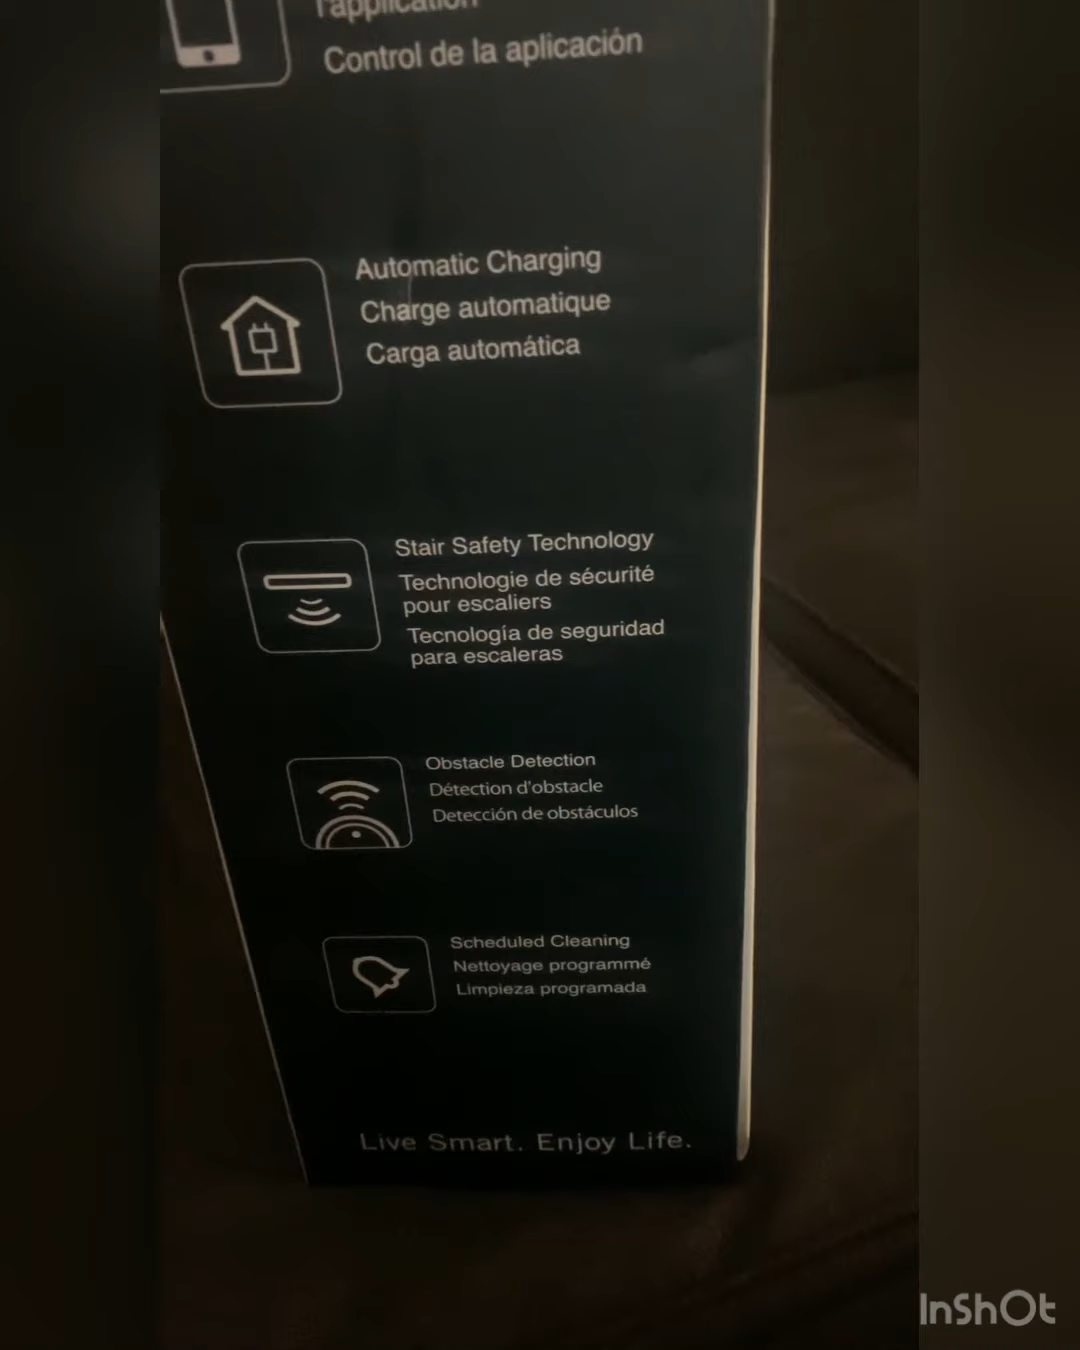 l'application
Control de la aplicación
Automatic Charging
Charge automatique
Carga automática
Stair Safety Technology
Technologie de sécurité
pour escaliers
Tecnología de seguridad
para escaleras
Obstacle Detection
Détection d'obstacle
Detección de obstáculos
Scheduled Cleaning
Nettoyage programmé
Limpieza programada
Live Smart. Enjoy Life.
InShOt